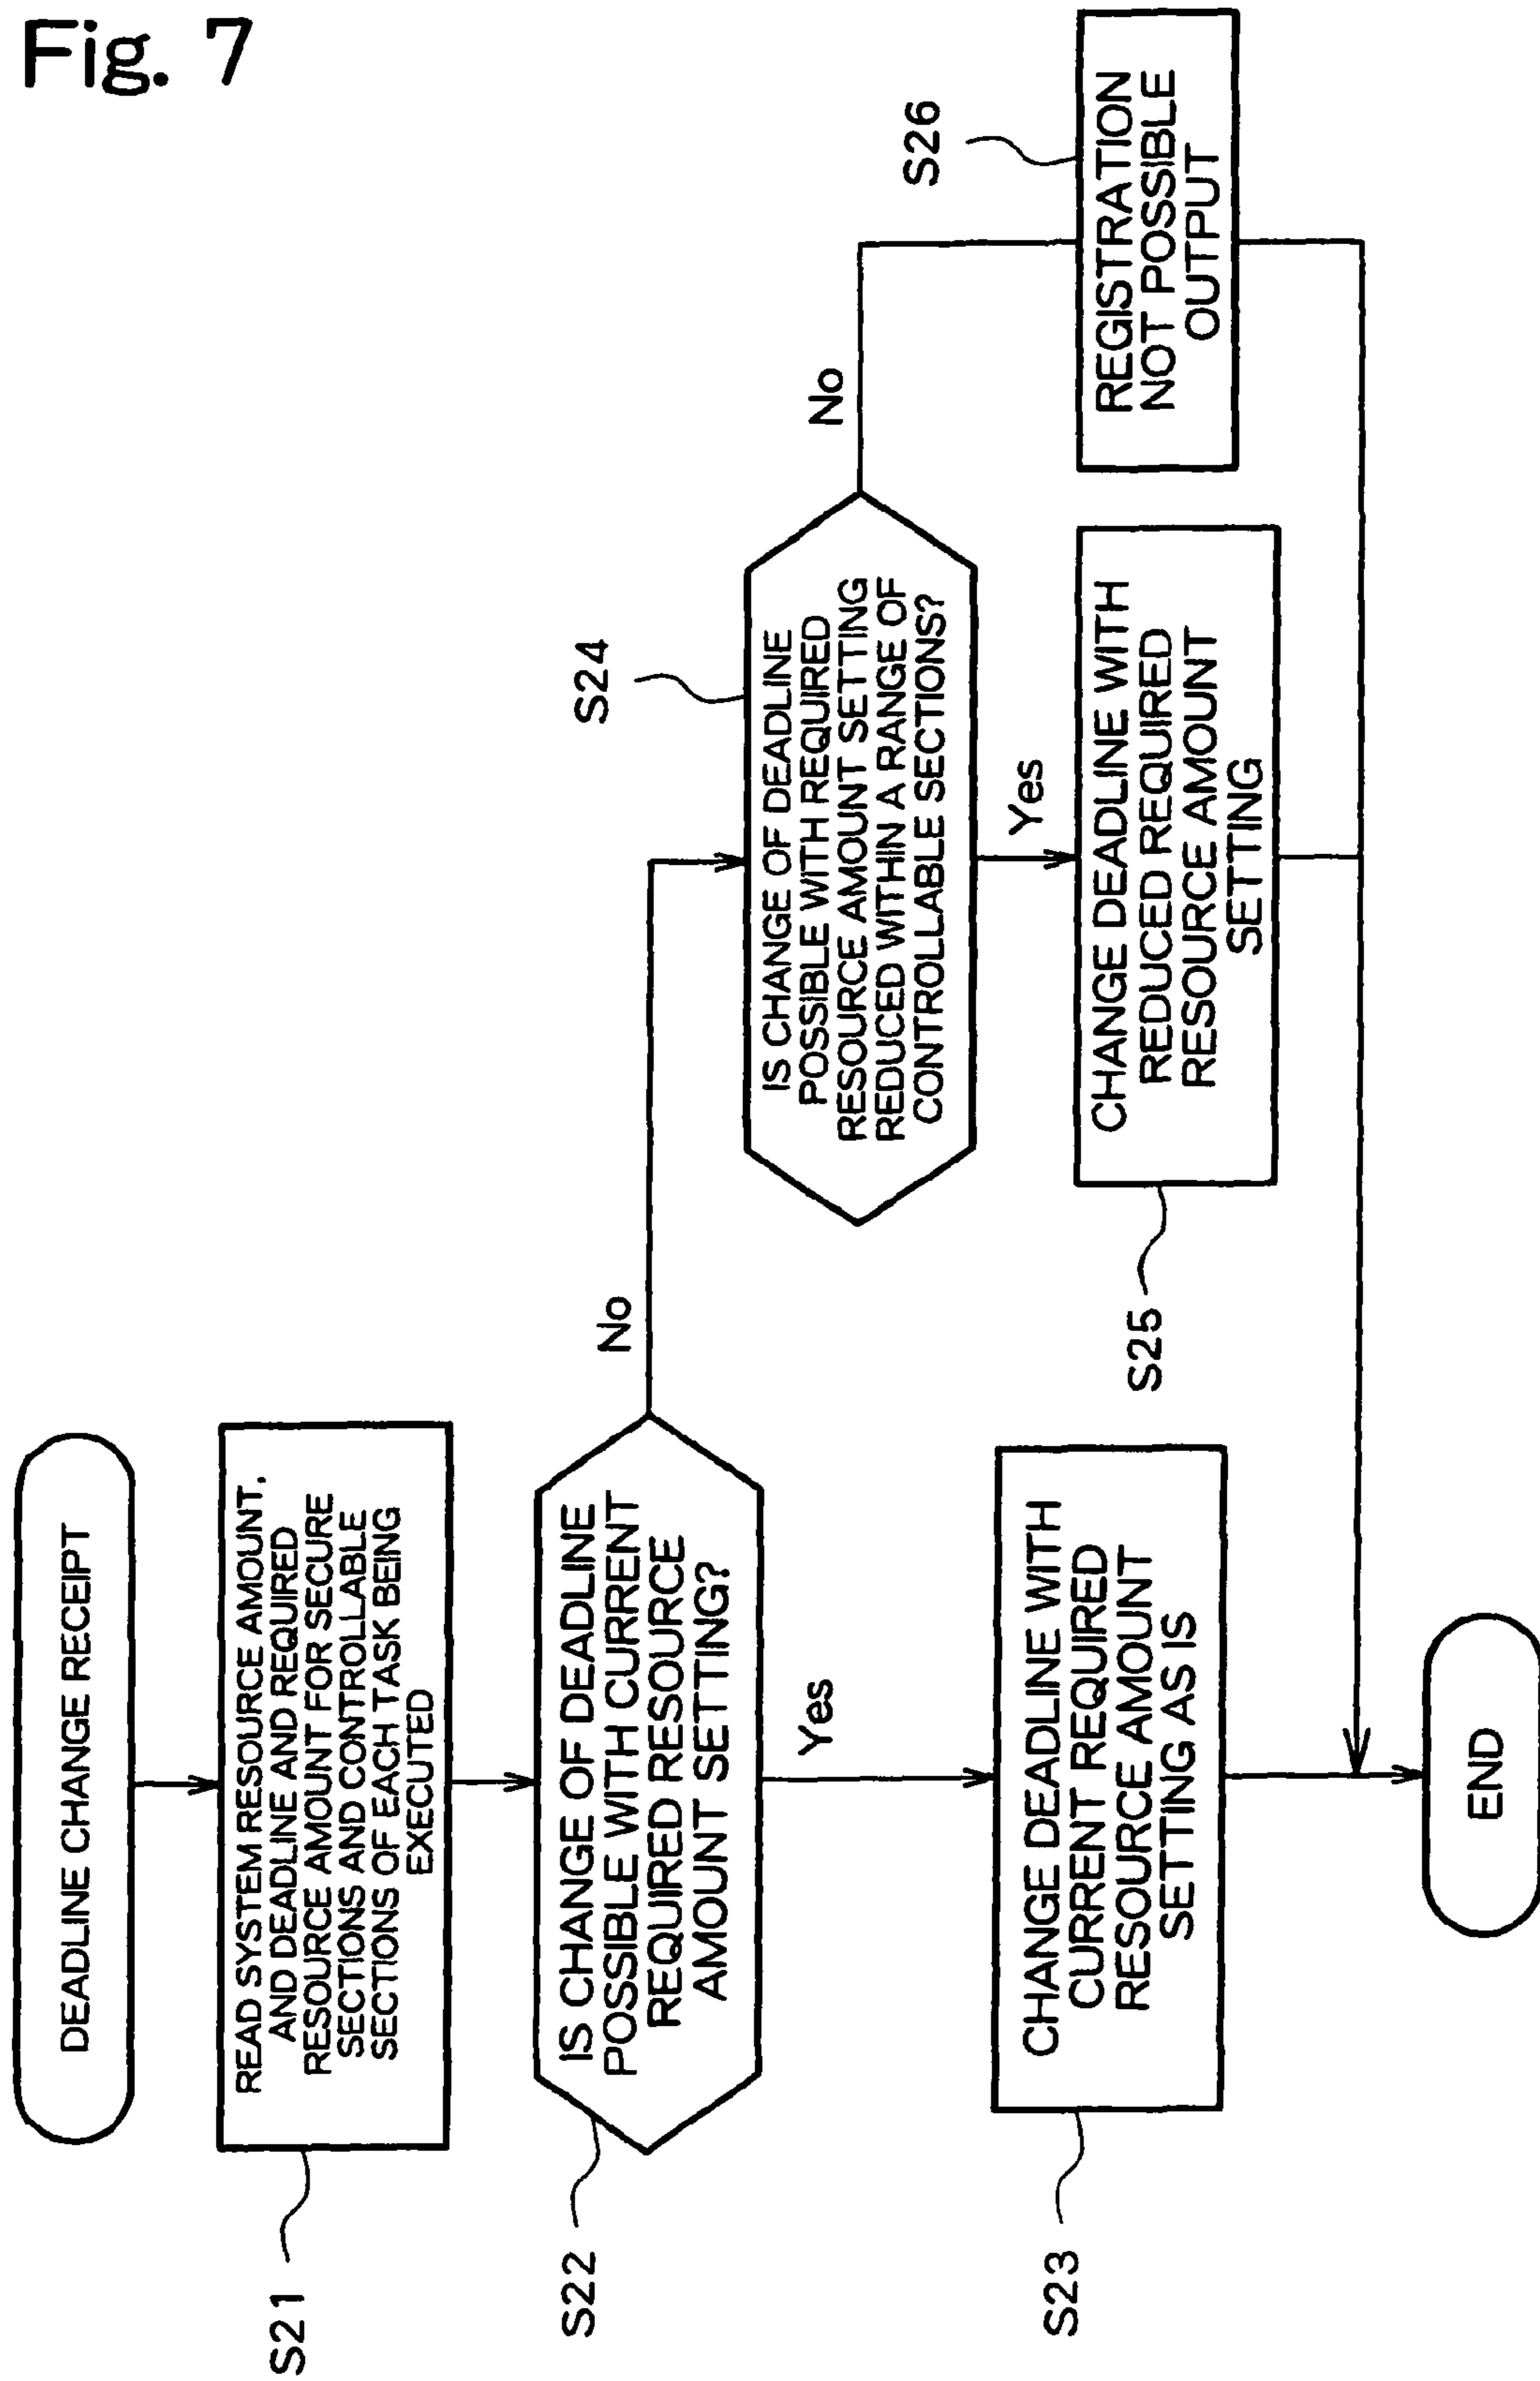 Fig. 7
DEADLINE CHANGE RECEIPT
S21
READ SYSTEM RESOURCE AMOUNT,
AND DEADLINE AND REQUIRED
RESOURCE AMOUNT FOR SECURE
SECTIONS AND CONTROLLABLE
SECTIONS OF EACH TASK BEING
EXECUTED
S22
IS CHANGE OF DEADLINE
POSSIBLE WITH CURRENT
REQUIRED RESOURCE
AMOUNT SETTING?
No
Yes
S23
CHANGE DEADLINE WITH
CURRENT REQUIRED
RESOURCE AMOUNT
SETTING AS IS
S24
IS CHANGE OF DEADLINE
POSSIBLE WITH REQUIRED
RESOURCE AMOUNT SETTING
REDUCED WITHIN A RANGE OF
CONTROLLABLE SECTIONS?
No
Yes
S25
CHANGE DEADLINE WITH
REDUCED REQUIRED
RESOURCE AMOUNT
SETTING
S26
REGISTRATION
NOT POSSIBLE
OUTPUT
END